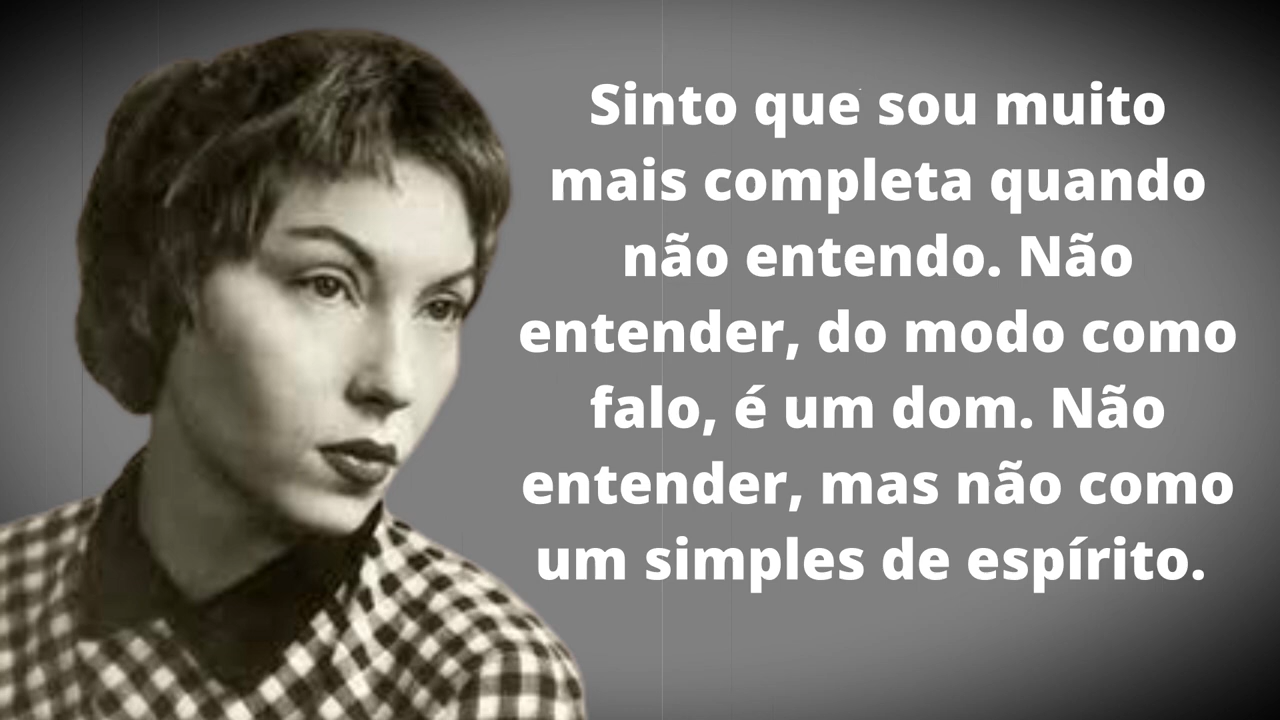 Sinto que sou muito
mais completa quando
não entendo. Não
entender, do modo como
falo, é um dom. Não
entender, mas não como
um simples de espírito.